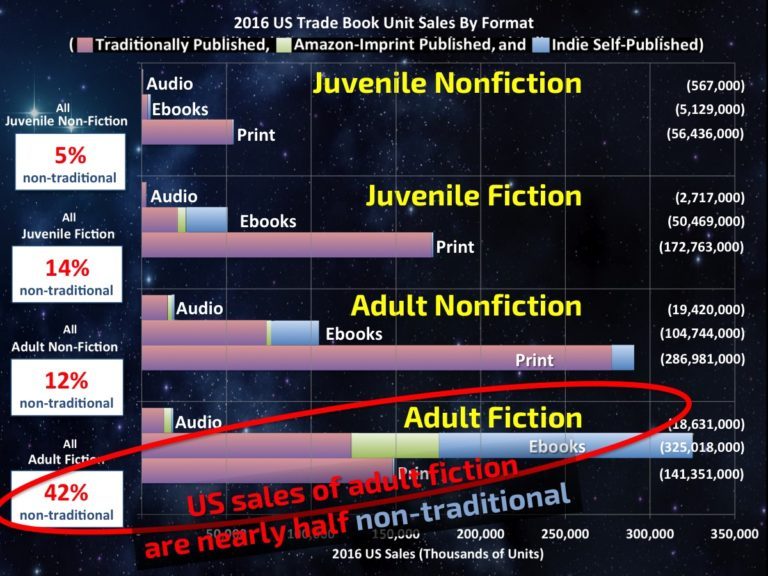 2016 US Trade Book Unit Sales By Format
( Traditionally Published, Amazon-Imprint Published, and Indie Self-Published)
Juvenile Nonfiction
Audio
(567,000)
Ebooks
(5,129,000)
Print
(56,436,000)
All
Juvenile Non-Fiction
5%
non-traditional
Juvenile Fiction
Audio
(2,717,000)
Ebooks
(50,469,000)
Print
(172,763,000)
All
Juvenile Fiction
14%
non-traditional
Adult Nonfiction
Audio
(19,420,000)
Ebooks
(104,744,000)
Print
(286,981,000)
All
Adult Non-Fiction
12%
non-traditional
Adult Fiction
Audio
(18,631,000)
Ebooks
(325,018,000)
Print
(141,351,000)
All
Adult Fiction
42%
non-traditional
US sales of adult fiction
are nearly half non-traditional
50,000 100,000 150,000 200,000 250,000 300,000 350,000
2016 US Sales (Thousands of Units)